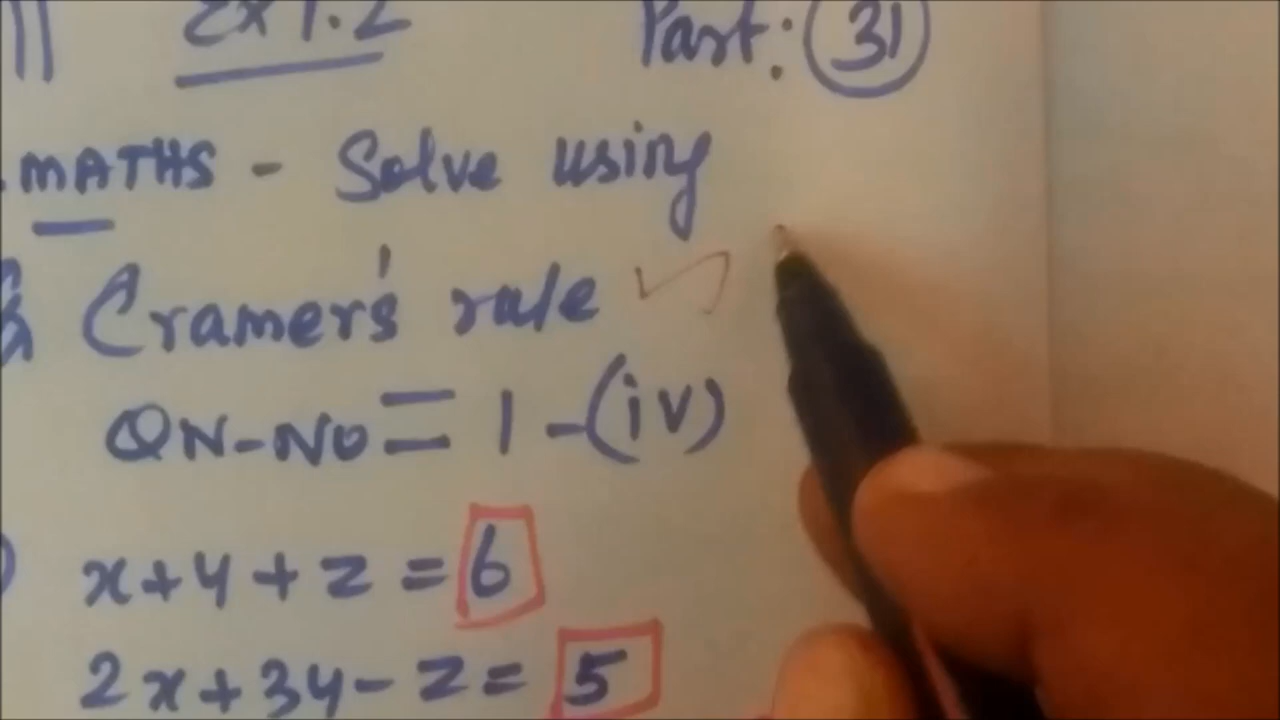 || Ex 1.2 Part: 31
MATHS - Solve using
Cramer's rule
QN-NO = 1 -(iv)
x+y+z = 6
2x+3y-z = 5